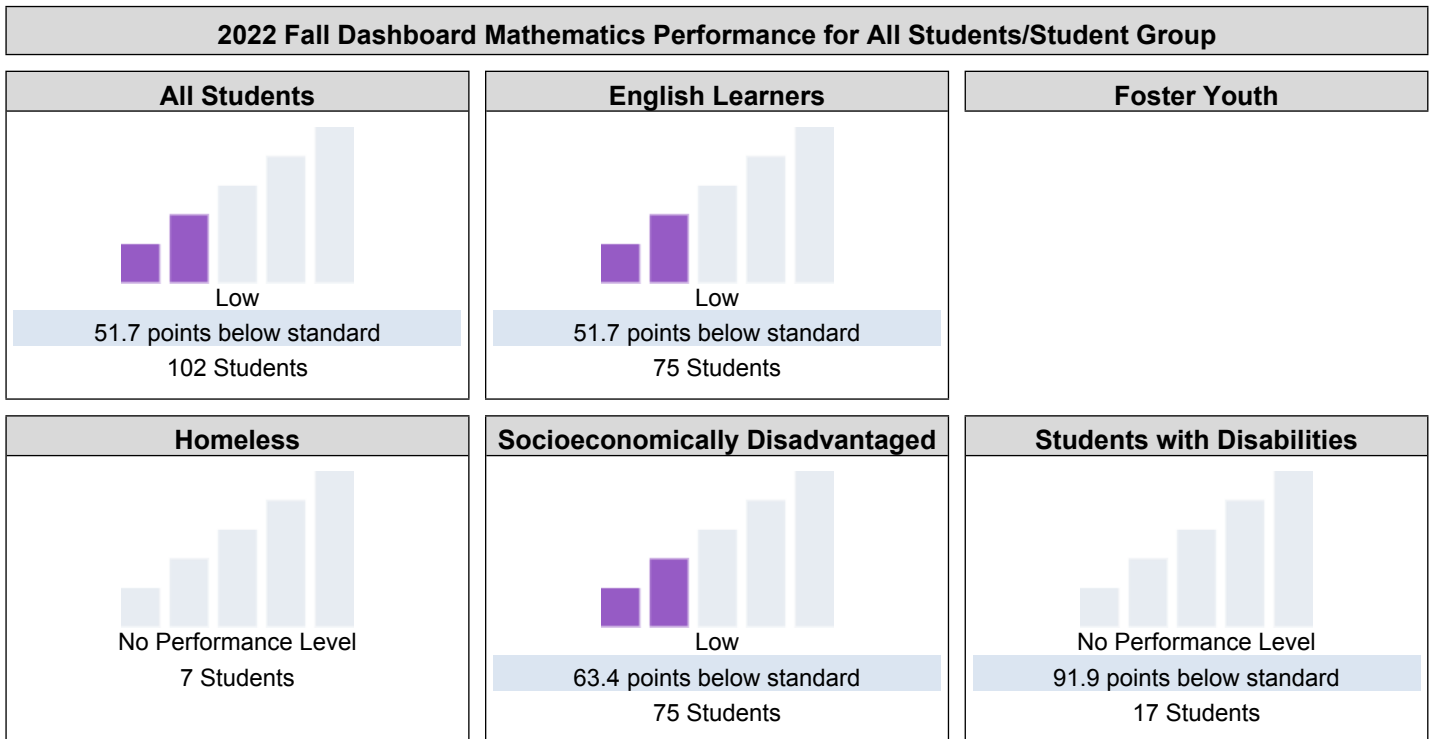 2022 Fall Dashboard Mathematics Performance for All Students/Student Group
All Students
Low
51.7 points below standard
102 Students
English Learners
Low
51.7 points below standard
75 Students
Foster Youth
Homeless
No Performance Level
7 Students
Socioeconomically Disadvantaged
Low
63.4 points below standard
75 Students
Students with Disabilities
No Performance Level
91.9 points below standard
17 Students